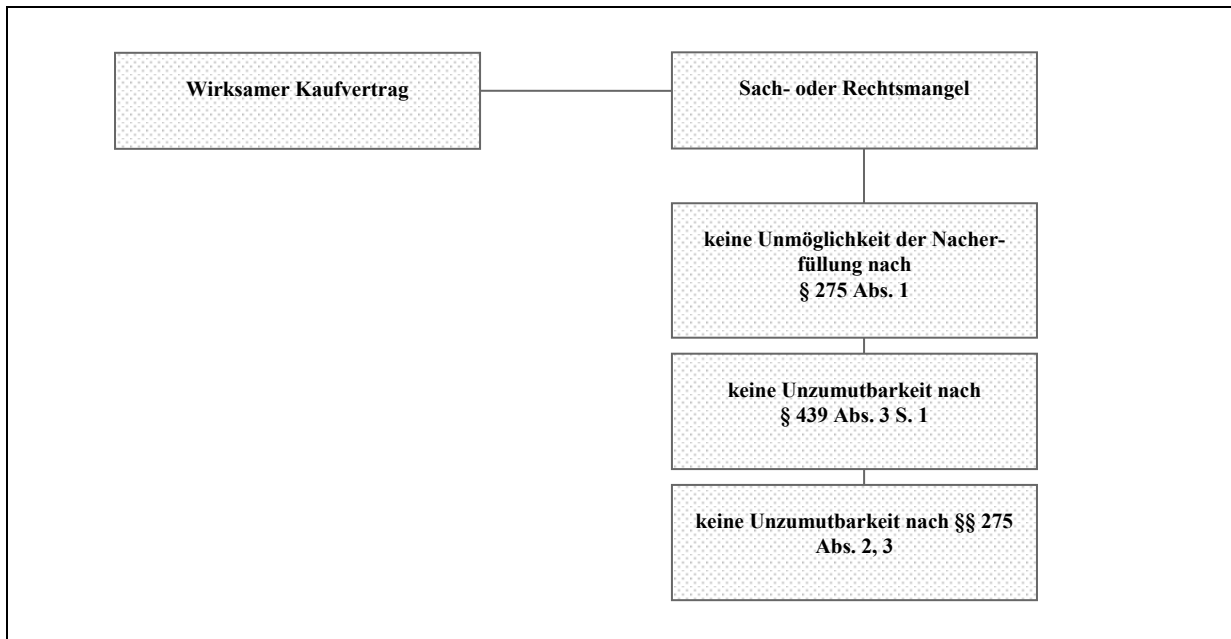 Wirksamer Kaufvertrag
Sach- oder Rechtsmangel
keine Unmöglichkeit der Nacher-
füllung nach
§ 275 Abs. 1
keine Unzumutbarkeit nach
§ 439 Abs. 3 S. 1
keine Unzumutbarkeit nach §§ 275
Abs. 2, 3